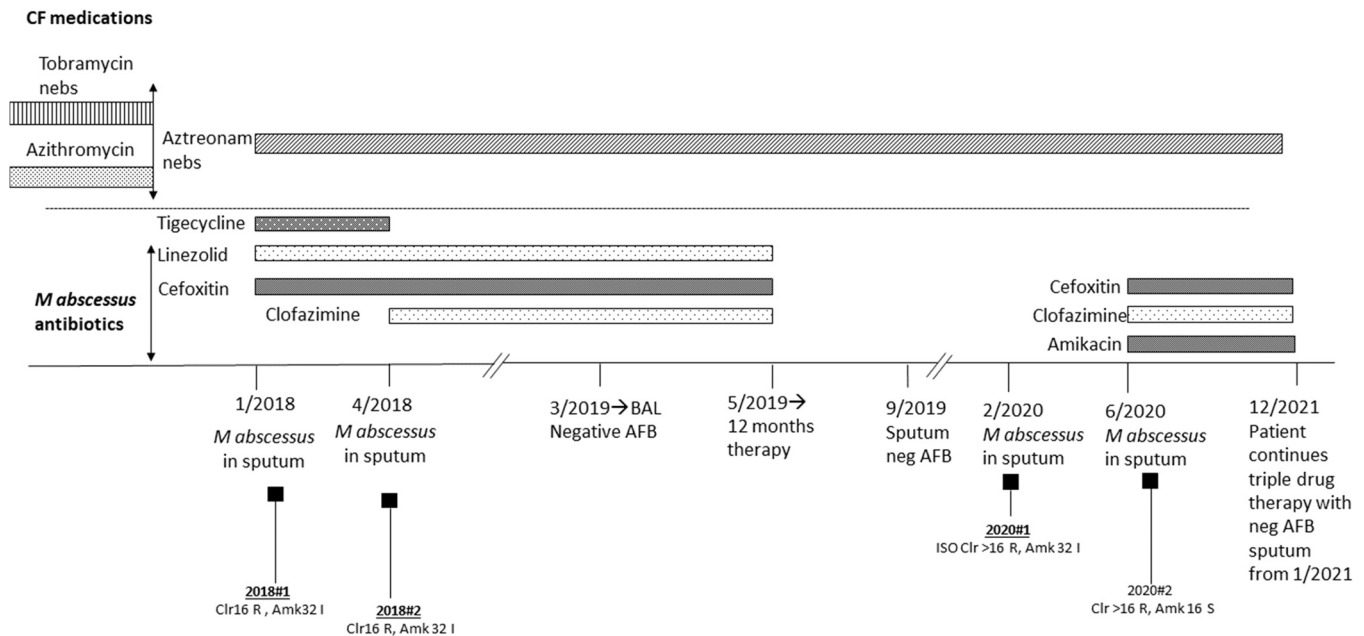 CF medications
Tobramycin
nebs
Azithromycin
Aztreonam
nebs
Tigecycline
Linezolid
Cefoxitin
Clofazimine
M abscessus
antibiotics
Cefoxitin
Clofazimine
Amikacin
1/2018
M abscessus
in sputum
4/2018
M abscessus
in sputum
3/2019→BAL
Negative AFB
5/2019→
12 months
therapy
9/2019
Sputum
neg AFB
2/2020
M abscessus
in sputum
6/2020
M abscessus
in sputum
12/2021
Patient
continues
triple drug
therapy with
neg AFB
sputum
from 1/2021
2018#1
Clr16 R , Amk32 I
2018#2
Clr16 R, Amk 32 I
2020#1
ISO Clr >16 R, Amk 32 I
2020#2
Clr >16 R, Amk 16 S